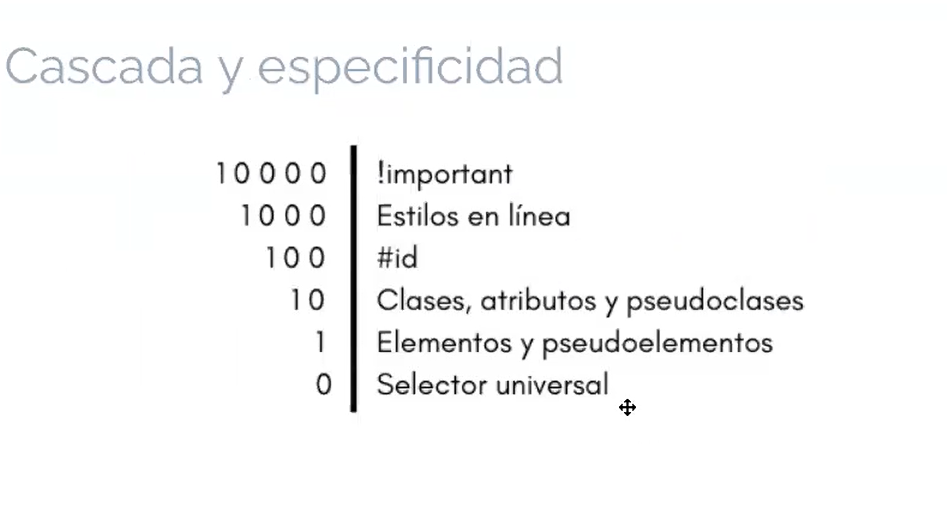 Cascada y especificidad
10000 !important
1000 Estilos en línea
100 #id
10 Clases, atributos y pseudoclases
1 Elementos y pseudoelementos
0 Selector universal